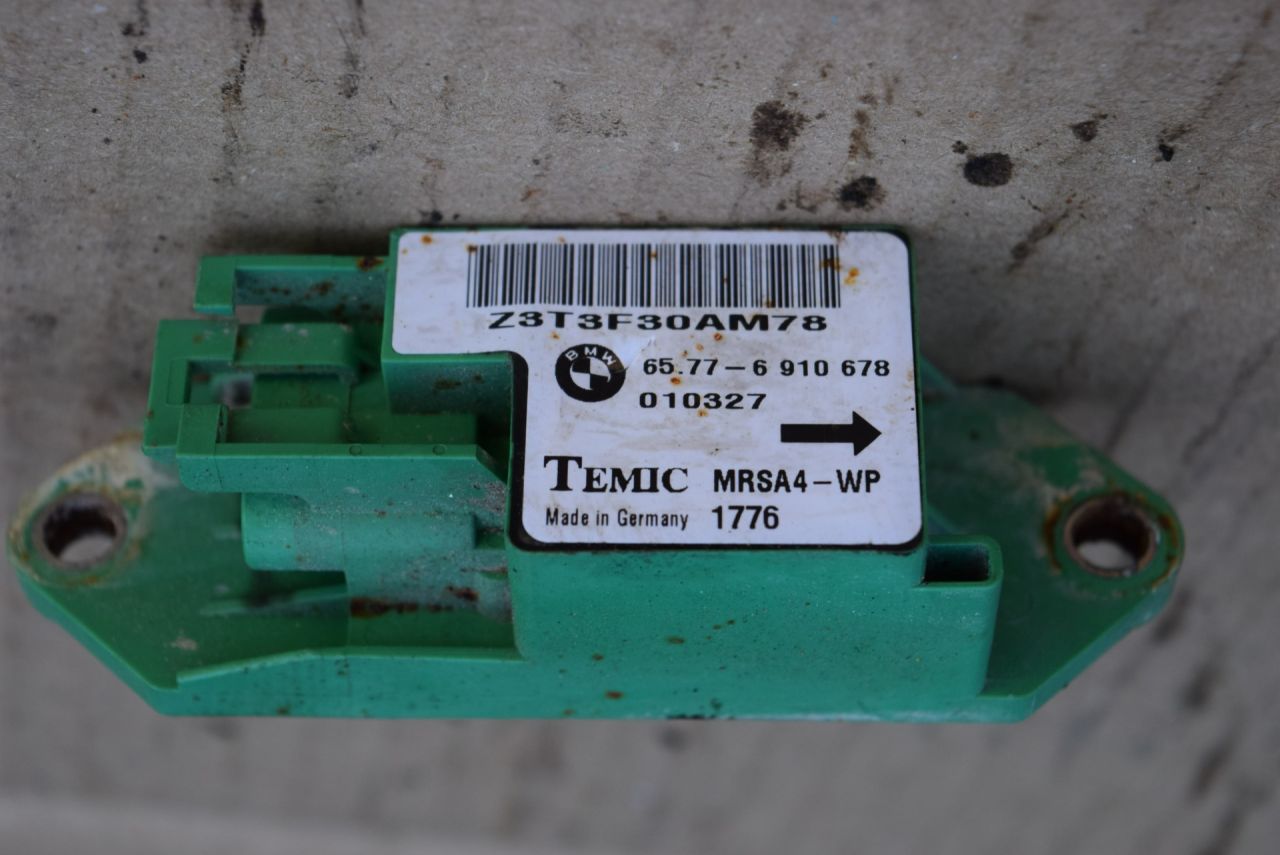 Z3T3F30AM78
BMW
65.77-6 910 678
010327
TEMIC MRSA4-WP
Made in Germany 1776